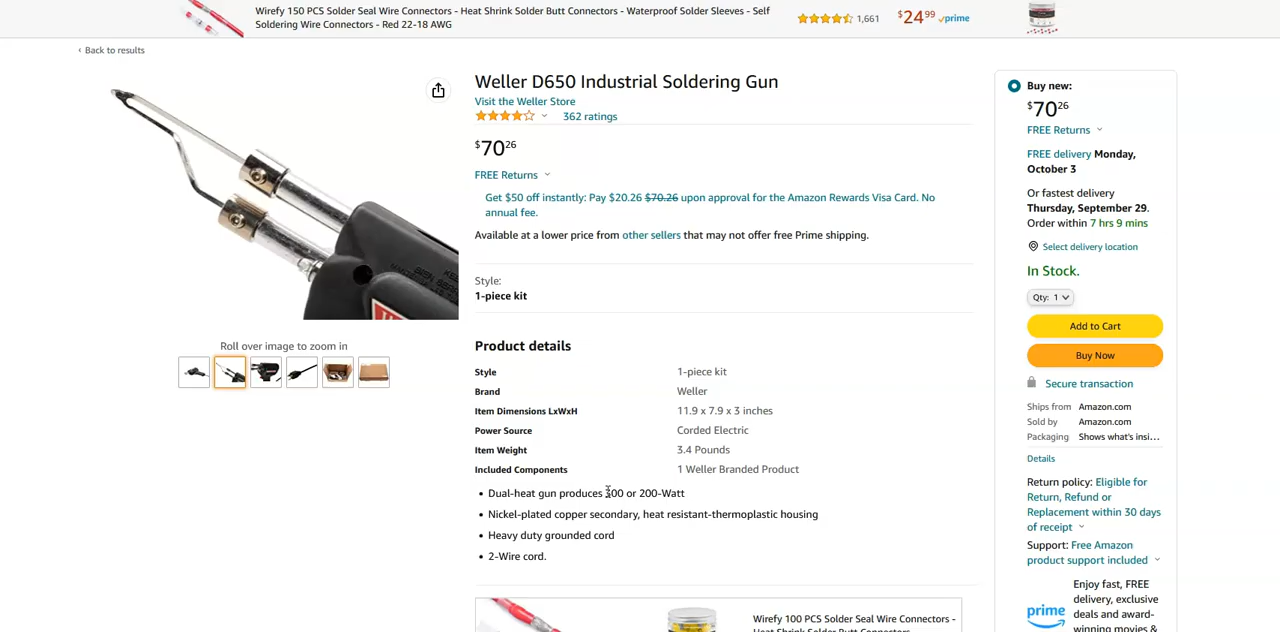 Wirefy 150 PCS Solder Seal Wire Connectors - Heat Shrink Solder Butt Connectors - Waterproof Solder Sleeves - Self
Soldering Wire Connectors - Red 22-18 AWG
1,661
$24.99 prime
‹ Back to results
Weller D650 Industrial Soldering Gun
Visit the Weller Store
362 ratings
$70.26
FREE Returns
Get $50 off instantly: Pay $20.26 $70.26 upon approval for the Amazon Rewards Visa Card. No
annual fee.
Available at a lower price from other sellers that may not offer free Prime shipping.
Style:
1-piece kit
Roll over image to zoom in
Product details
Style 1-piece kit
Brand Weller
Item Dimensions LxWxH 11.9 x 7.9 x 3 inches
Power Source Corded Electric
Item Weight 3.4 Pounds
Included Components 1 Weller Branded Product
• Dual-heat gun produces 300 or 200-Watt
• Nickel-plated copper secondary, heat resistant-thermoplastic housing
• Heavy duty grounded cord
• 2-Wire cord.
Wirefy 100 PCS Solder Seal Wire Connectors -
Heat Shrink Solder Butt Connectors
Buy new:
$70.26
FREE Returns
FREE delivery Monday,
October 3
Or fastest delivery
Thursday, September 29.
Order within 7 hrs 9 mins
Select delivery location
In Stock.
Qty: 1
Add to Cart
Buy Now
Secure transaction
Ships from Amazon.com
Sold by Amazon.com
Packaging Shows what's insi...
Details
Return policy: Eligible for
Return, Refund or
Replacement within 30 days
of receipt
Support: Free Amazon
product support included
prime
Enjoy fast, FREE
delivery, exclusive
deals and award-
winning movies &